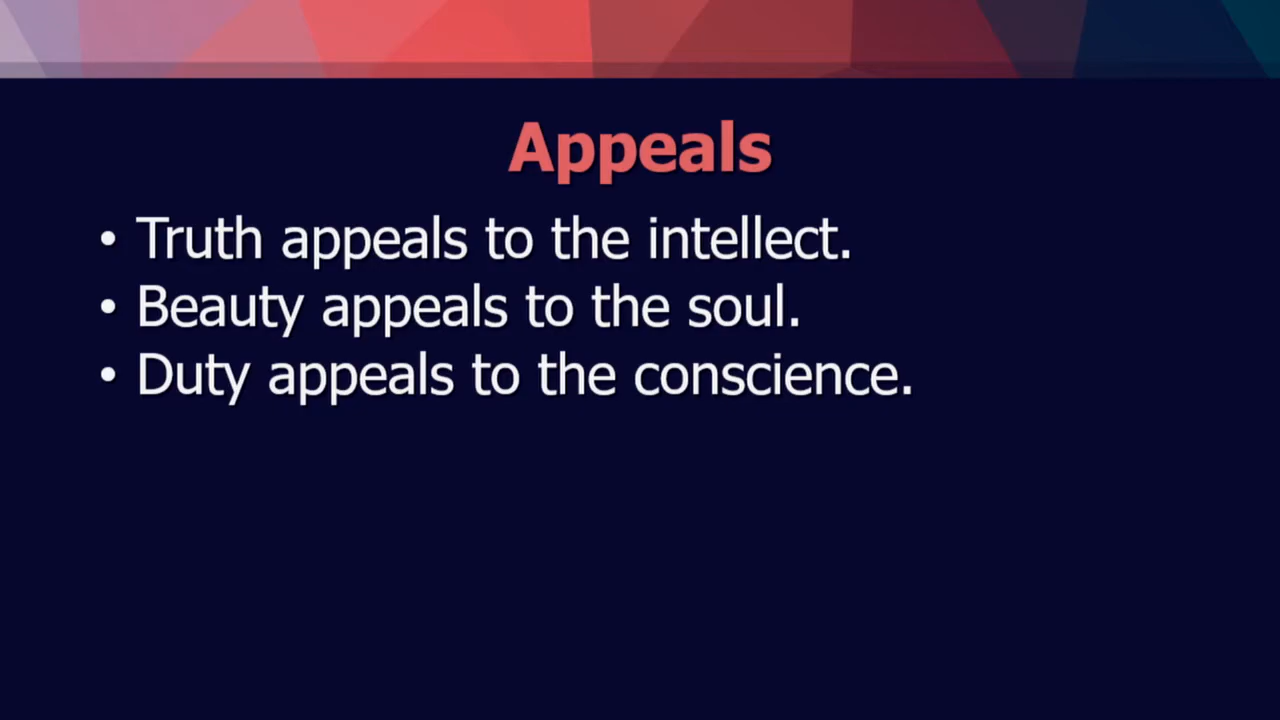 Appeals
• Truth appeals to the intellect.
• Beauty appeals to the soul.
• Duty appeals to the conscience.